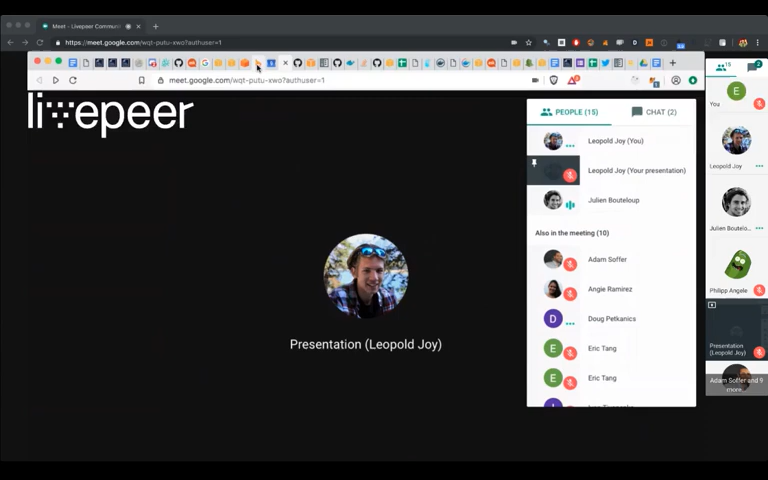 Meet - Livepeer Communi
https://meet.google.com/wqt-putu-xwo?authuser=1
meet.google.com/wqt-putu-xwo?authuser=1
livepeer
PEOPLE (15)
CHAT (2)
Leopold Joy (You)
Leopold Joy (Your presentation)
Julien Bouteloup
Also in the meeting (10)
Adam Soffer
Angie Ramirez
D
Doug Petkanics
E
Eric Tang
E
Eric Tang
Presentation (Leopold Joy)
15
2
E
You
Leopold Joy
Julien Boutelo...
Philipp Angele
Presentation
(Leopold Joy)
Adam Soffer and 9
more...